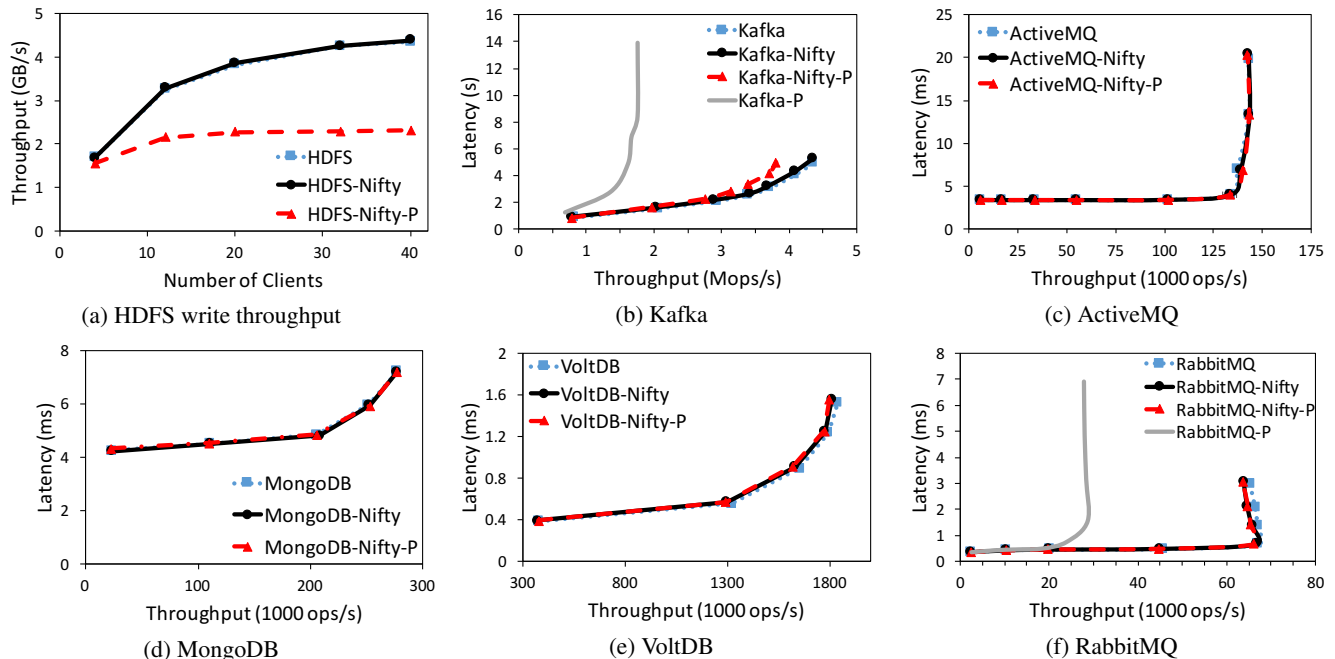 Throughput (GB/s)
5
4
3
2
1
0
0
10
20
30
40
Number of Clients
HDFS
HDFS-Nifty
HDFS-Nifty-P
(a) HDFS write throughput
Latency (s)
16
14
12
10
8
6
4
2
0
0
1
2
3
4
5
Throughput (Mops/s)
Kafka
Kafka-Nifty
Kafka-Nifty-P
Kafka-P
(b) Kafka
Latency (ms)
25
20
15
10
5
0
0
25
50
75
100
125
150
175
Throughput (1000 ops/s)
ActiveMQ
ActiveMQ-Nifty
ActiveMQ-Nifty-P
(c) ActiveMQ
Latency (ms)
8
6
4
2
0
0
100
200
300
Throughput (1000 ops/s)
MongoDB
MongoDB-Nifty
MongoDB-Nifty-P
(d) MongoDB
Latency (ms)
2
1.6
1.2
0.8
0.4
0
300
800
1300
1800
Throughput (1000 ops/s)
VoltDB
VoltDB-Nifty
VoltDB-Nifty-P
(e) VoltDB
Latency (ms)
8
7
6
5
4
3
2
1
0
0
20
40
60
80
Throughput (1000 ops/s)
RabbitMQ
RabbitMQ-Nifty
RabbitMQ-Nifty-P
RabbitMQ-P
(f) RabbitMQ